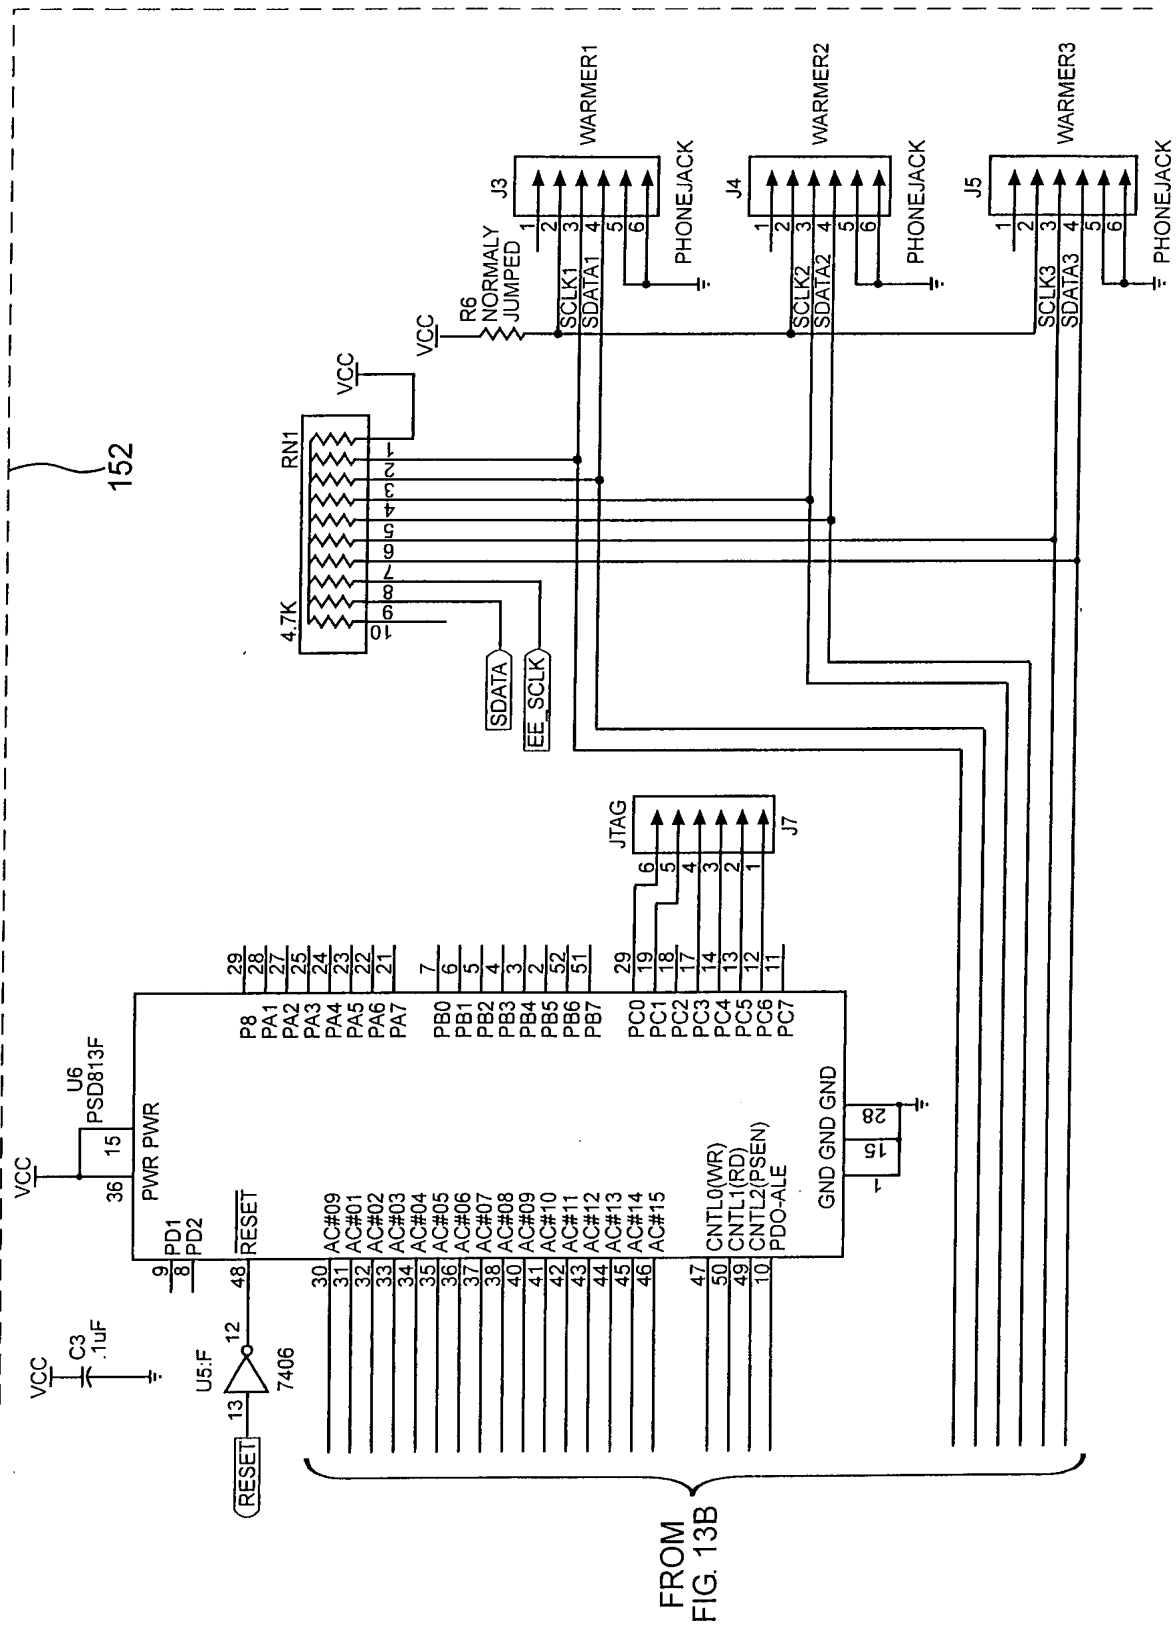 152
VCC
C3
.1uF
VCC
U6
PSD813F
36
15
PWR PWR
9
PD1
8
PD2
RESET
13
U5:F
12
7406
48
RESET
30
AC#09
31
AC#01
32
AC#02
33
AC#03
34
AC#04
35
AC#05
36
AC#06
37
AC#07
38
AC#08
40
AC#09
41
AC#10
42
AC#11
43
AC#12
44
AC#13
45
AC#14
46
AC#15
47
CNTL0(WR)
50
CNTL1(RD)
49
CNTL2(PSEN)
10
PDO-ALE
GND GND GND
1
15
28
P8
29
PA1
28
PA2
27
PA3
25
PA4
24
PA5
23
PA6
22
PA7
21
PB0
7
PB1
6
PB2
5
PB3
4
PB4
3
PB5
2
PB6
52
PB7
51
PC0
29
PC1
19
PC2
18
PC3
17
PC4
14
PC5
13
PC6
12
PC7
11
JTAG
6
5
4
3
2
1
J7
4.7K
RN1
10
9
8
7
6
5
4
3
2
1
VCC
SDATA
EE_SCLK
VCC
R6
NORMALY
JUMPED
J3
1
2
SCLK1
3
SDATA1
4
5
6
WARMER1
PHONEJACK
J4
1
2
SCLK2
3
SDATA2
4
5
6
WARMER2
PHONEJACK
J5
1
2
SCLK3
3
SDATA3
4
5
6
WARMER3
PHONEJACK
FROM
FIG. 13B